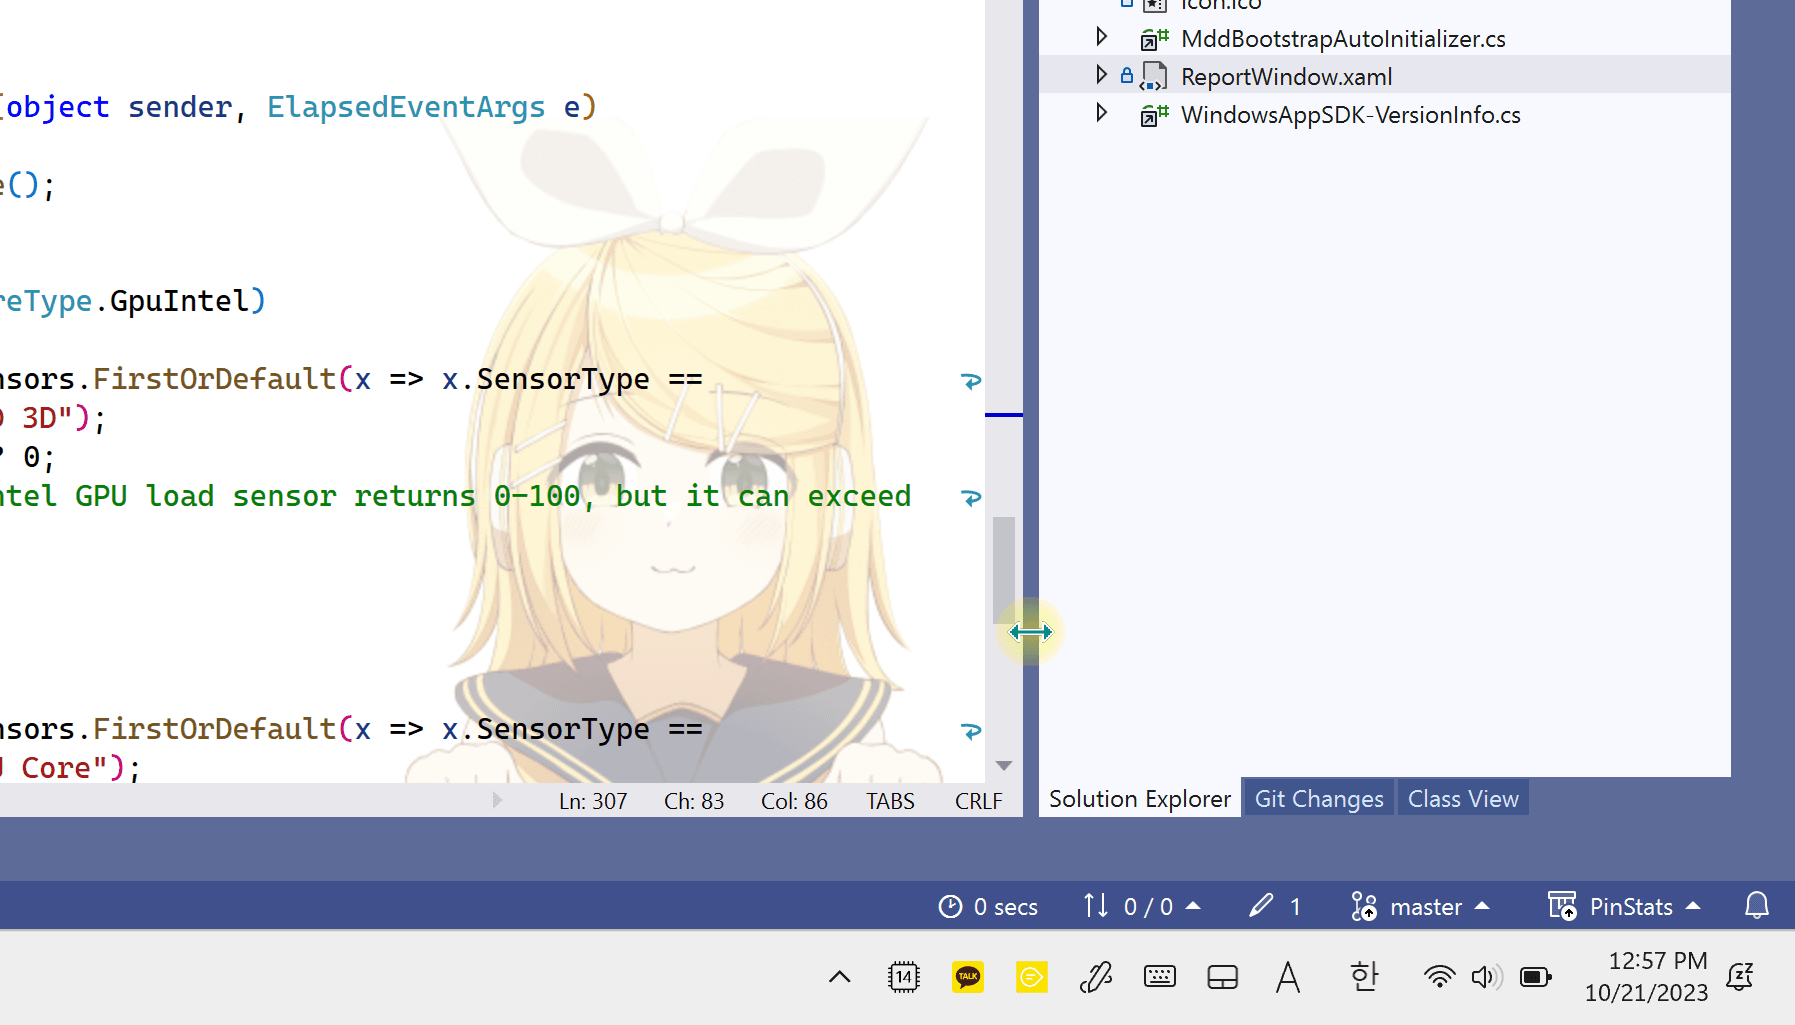 icon.ico
MddBootstrapAutoInitializer.cs
ReportWindow.xaml
WindowsAppSDK-VersionInfo.cs
(object sender, ElapsedEventArgs e)
e();
reType.GpuIntel)
nsors.FirstOrDefault(x => x.SensorType ==
D 3D");
? 0;
ntel GPU load sensor returns 0-100, but it can exceed
nsors.FirstOrDefault(x => x.SensorType ==
U Core");
Ln: 307 Ch: 83 Col: 86 TABS CRLF
Solution Explorer Git Changes Class View
0 secs 0 / 0 1 master PinStats
14 TALK A 한 12:57 PM
10/21/2023